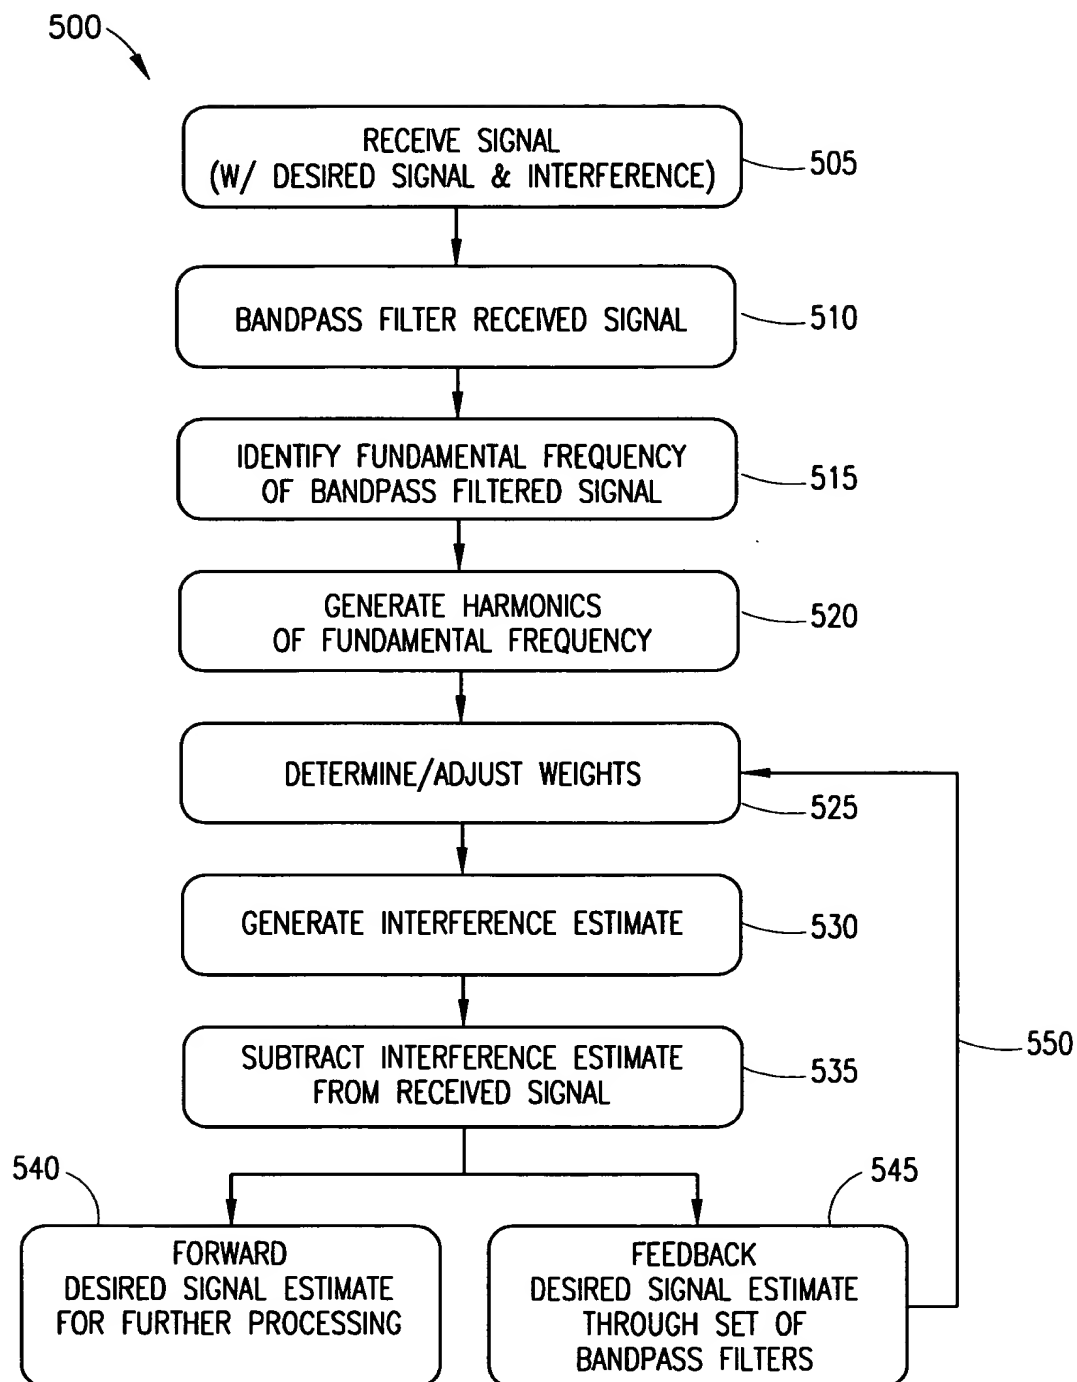 500
RECEIVE SIGNAL
(W/ DESIRED SIGNAL & INTERFERENCE)
505
BANDPASS FILTER RECEIVED SIGNAL
510
IDENTIFY FUNDAMENTAL FREQUENCY
OF BANDPASS FILTERED SIGNAL
515
GENERATE HARMONICS
OF FUNDAMENTAL FREQUENCY
520
DETERMINE/ADJUST WEIGHTS
525
GENERATE INTERFERENCE ESTIMATE
530
SUBTRACT INTERFERENCE ESTIMATE
FROM RECEIVED SIGNAL
535
550
540
FORWARD
DESIRED SIGNAL ESTIMATE
FOR FURTHER PROCESSING
545
FEEDBACK
DESIRED SIGNAL ESTIMATE
THROUGH SET OF
BANDPASS FILTERS